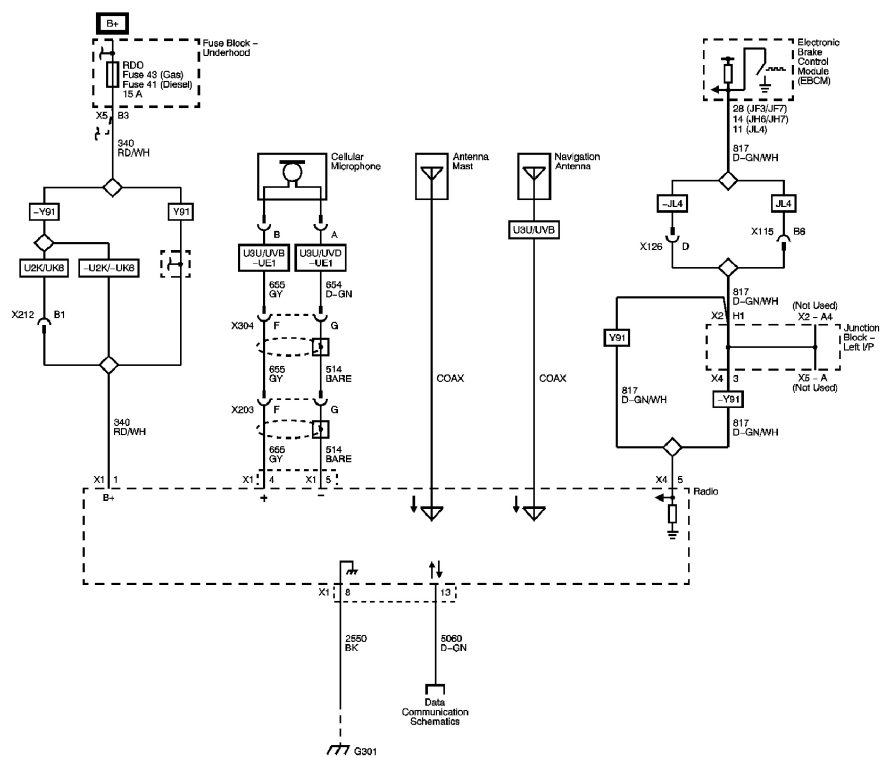 B+
Fuse Block –
Underhood
RDO
Fuse 43 (Gas)
Fuse 41 (Diesel)
15 A
X5 B3
340
RD/WH
–Y91
Y91
U2K/UK6
–U2K/–UK6
X212 B1
340
RD/WH
X1 1
B+
Cellular
Microphone
B
A
U3U/UVB
–UE1
U3U/UVD
–UE1
655
GY
654
D–GN
X304 F G
655
GY
514
BARE
X203 F G
655
GY
514
BARE
X1 4
X1 5
+
–
Antenna
Mast
COAX
Navigation
Antenna
U3U/UVB
COAX
Electronic
Brake
Control
Module
(EBCM)
28 (JF3/JF7)
14 (JH6/JH7)
11 (JL4)
817
D–GN/WH
–JL4
JL4
X126 D
X115 B6
817
D–GN/WH
(Not Used)
X2 H1
X2 – A4
Junction
Block –
Left I/P
Y91
X4 3
X5 – A
(Not Used)
–Y91
817
D–GN/WH
817
D–GN/WH
X4 5
Radio
X1 8
13
2550
BK
5060
D–GN
Data
Communication
Schematics
G301